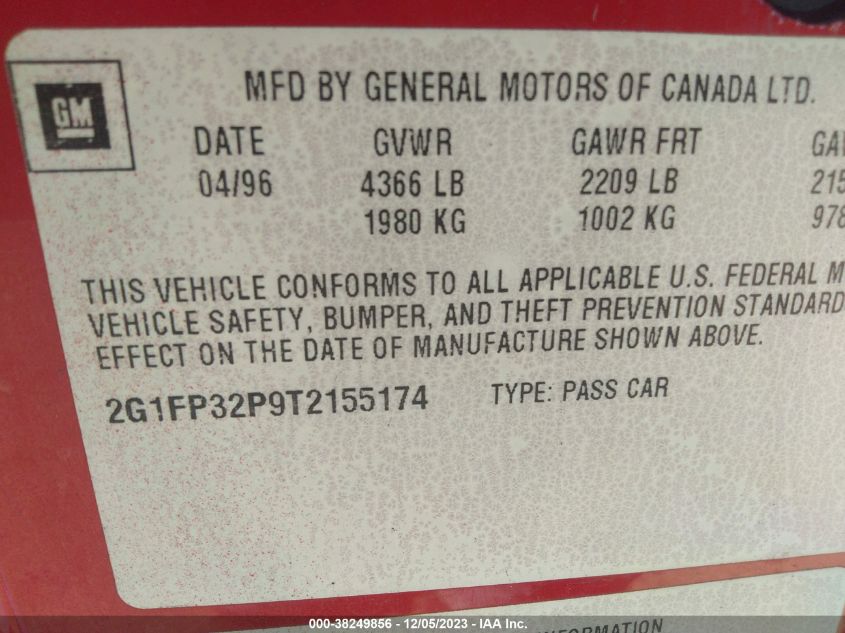 GM
MFD BY GENERAL MOTORS OF CANADA LTD.
DATE GVWR GAWR FRT
04/96 4366 LB 2209 LB
1980 KG 1002 KG
THIS VEHICLE CONFORMS TO ALL APPLICABLE U.S. FEDERAL
VEHICLE SAFETY, BUMPER, AND THEFT PREVENTION STANDARD
EFFECT ON THE DATE OF MANUFACTURE SHOWN ABOVE.
2G1FP32P9T2155174 TYPE: PASS CAR
INFORMATION
000-38249856 - 12/05/2023 - IAA Inc.